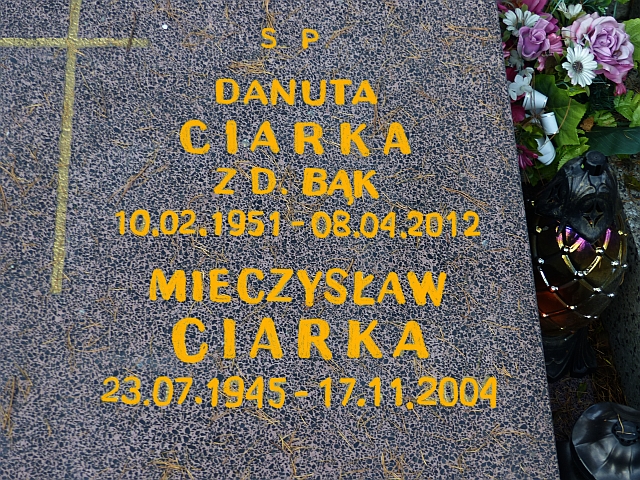 S P
DANUTA
CIARKA
Z D. BĄK
10.02.1951 - 08.04.2012
MIECZYSŁAW
CIARKA
23.07.1945 - 17.11.2004